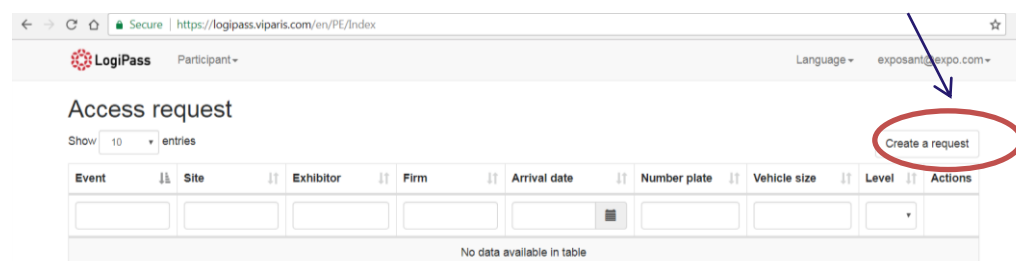 Secure | https://logipass.viparis.com/en/PE/Index
LogiPass Participant Language exposant@expo.com
Access request
Show 10 entries
Create a request
Event Site Exhibitor Firm Arrival date Number plate Vehicle size Level Actions
No data available in table